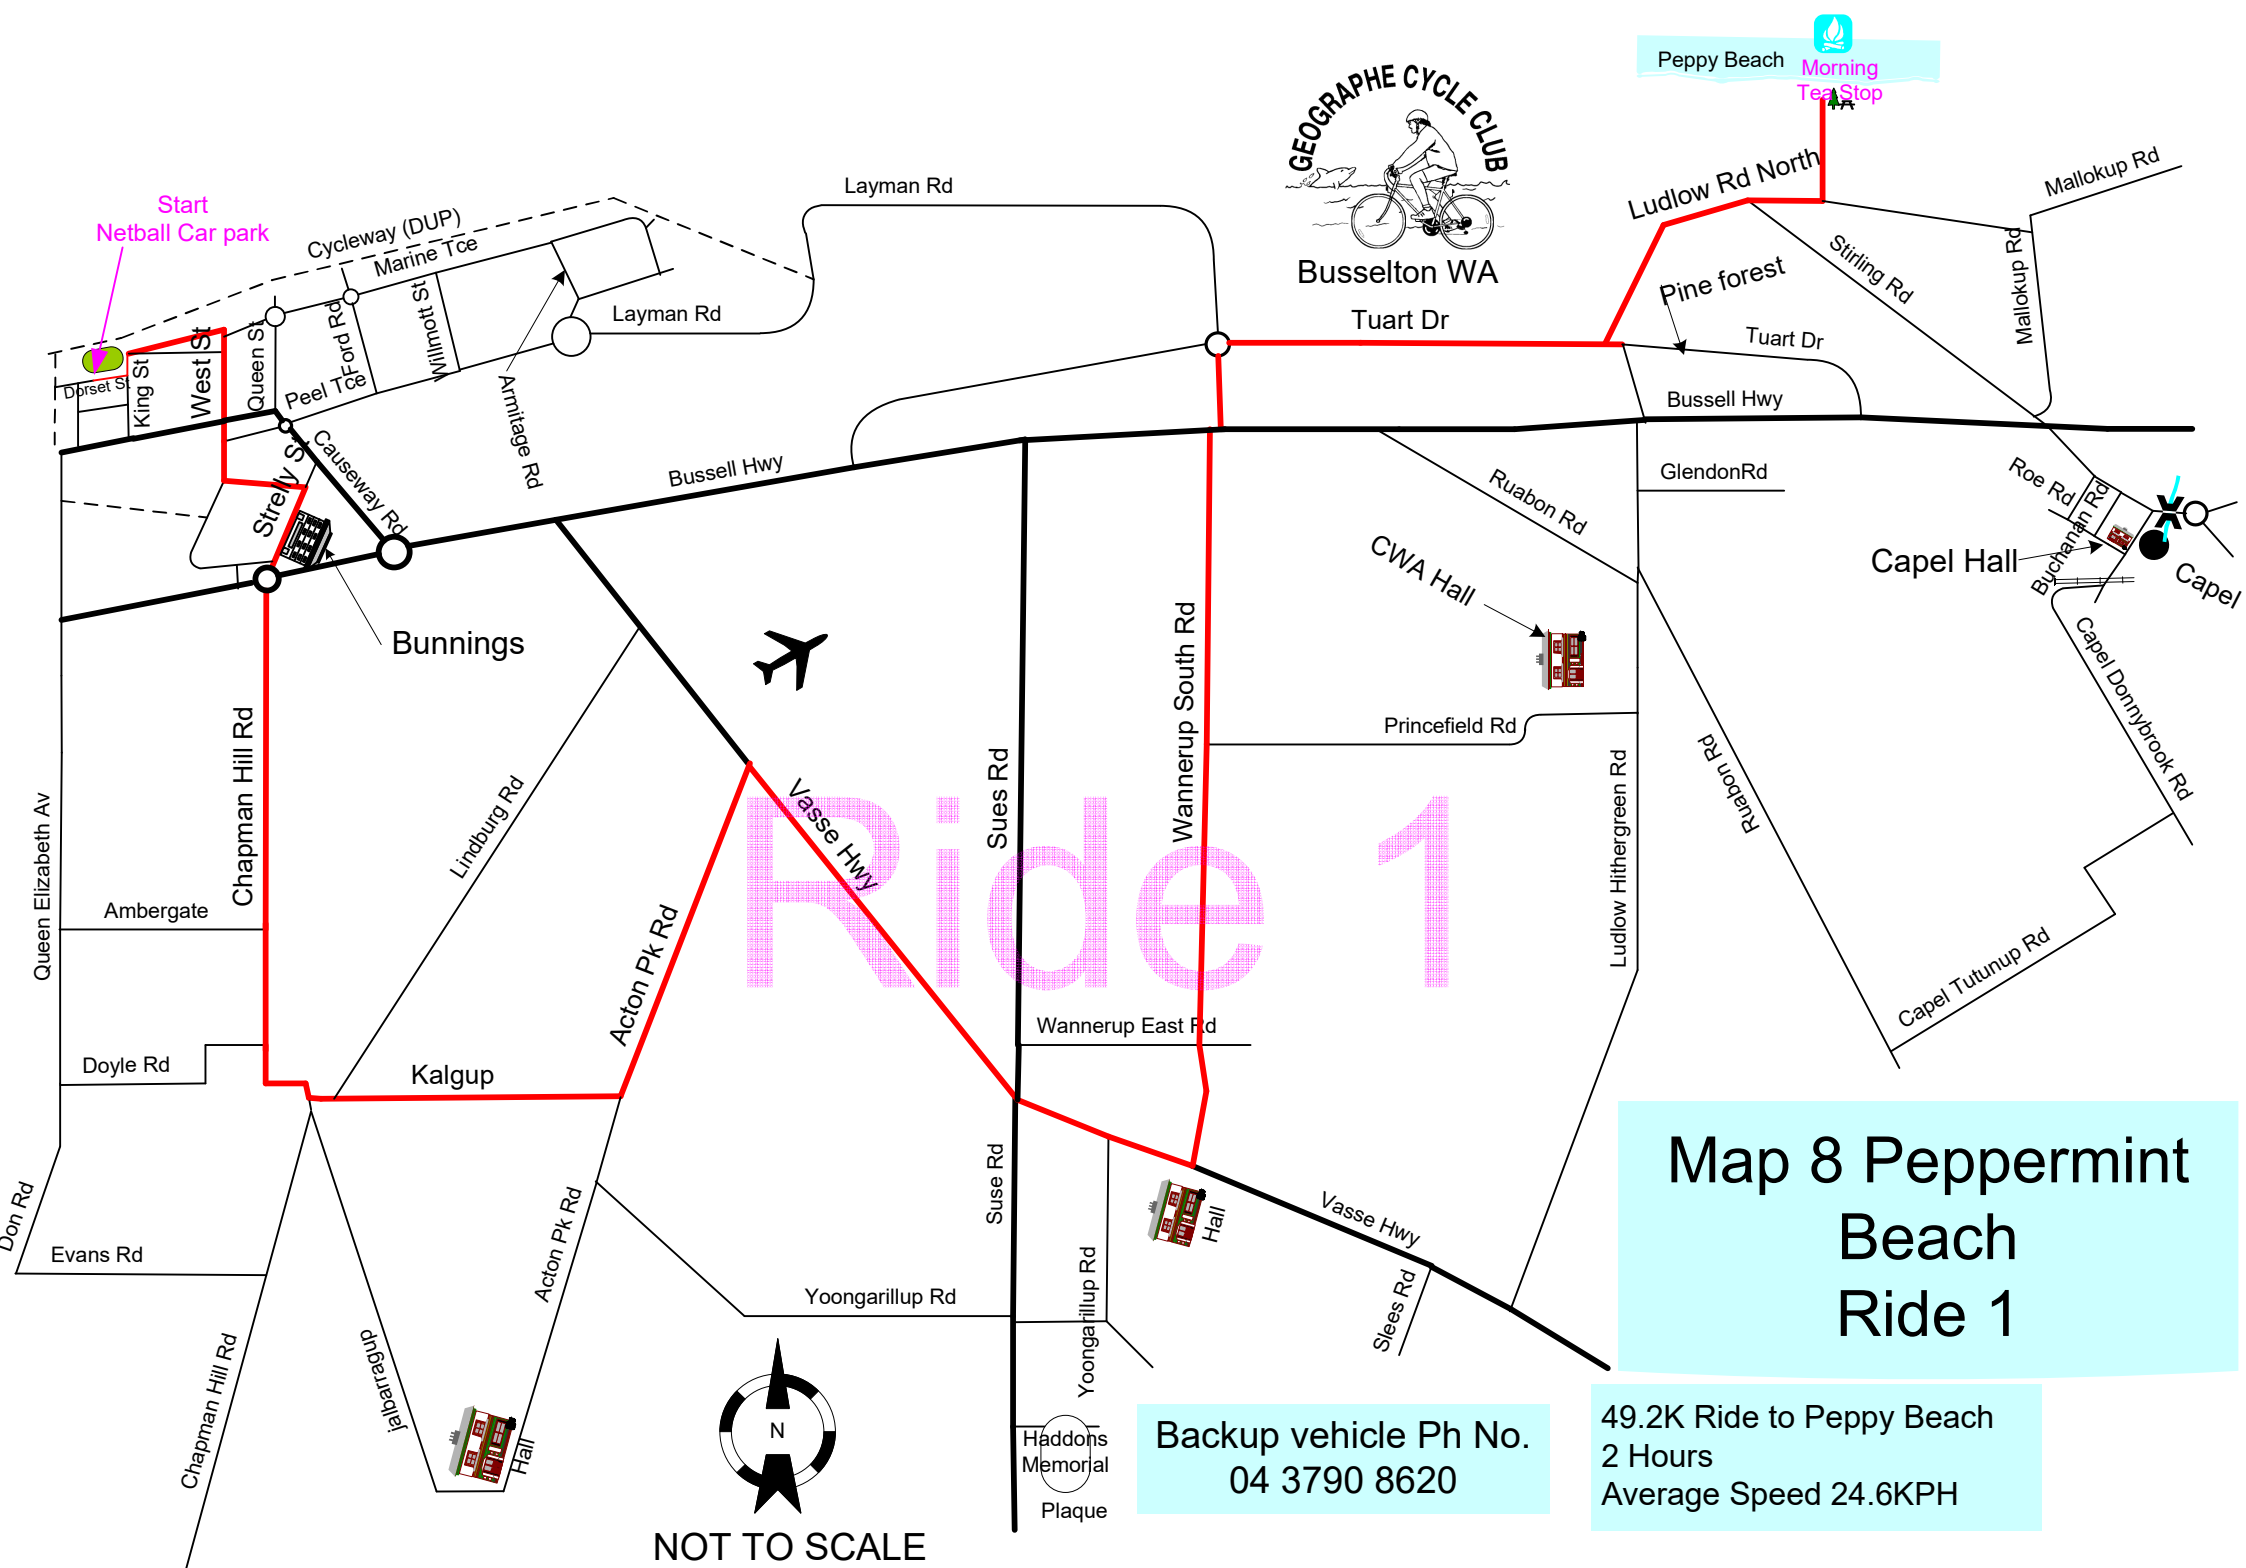 Peppy Beach
Morning
Tea Stop
GEOGRAPHE CYCLE CLUB
Busselton WA
Start
Netball Car park
Cycleway (DUP)
Marine Tce
Layman Rd
Layman Rd
Ludlow Rd North
Mallokup Rd
Mallokup Rd
Stirling Rd
Pine forest
Tuart Dr
Tuart Dr
Dorset St
King St
West St
Queen St
Ford Rd
Willmott St
Peel Tce
Armitage Rd
Causeway Rd
Strelly St
Bussell Hwy
Bussell Hwy
GlendonRd
Ruabon Rd
Roe Rd
Buchanan Rd
Capel Hall
Capel
CWA Hall
Bunnings
Chapman Hill Rd
Lindburg Rd
Vasse Hwy
Sues Rd
Wannerup South Rd
Princefield Rd
Ludlow Hithergreen Rd
Ruabon Rd
Capel Donnybrook Rd
Capel Tutunup Rd
Queen Elizabeth Av
Ambergate
Ride 1
Acton Pk Rd
Wannerup East Rd
Doyle Rd
Kalgup
Don Rd
Evans Rd
Chapman Hill Rd
jalbarragup
Acton Pk Rd
Hall
Yoongarillup Rd
Suse Rd
Yoongarillup Rd
Hall
Vasse Hwy
Slees Rd
Haddons
Memorial
Plaque
N
NOT TO SCALE
Map 8 Peppermint
Beach
Ride 1
Backup vehicle Ph No.
04 3790 8620
49.2K Ride to Peppy Beach
2 Hours
Average Speed 24.6KPH